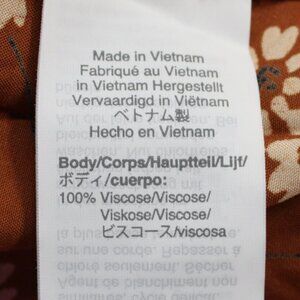 Made in Vietnam
Fabriqué au Vietnam
in Vietnam Hergestellt
Vervaardigd in Viëtnam
ベトナム製
Hecho en Vietnam
Body/Corps/Hauptteil/Lijf/
ボディ/cuerpo:
100% Viscose/Viscose/
Viskose/Viscose/
ビスコース/viscosa